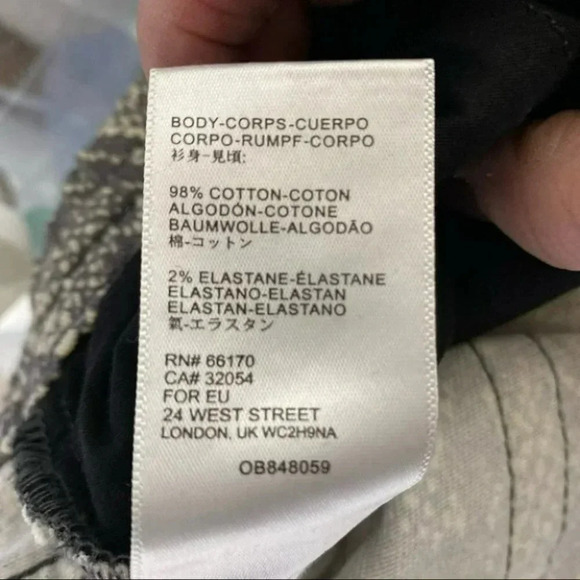 BODY-CORPS-CUERPO
CORPO-RUMPF-CORPO
衫身-見頃:
98% COTTON-COTON
ALGODÓN-COTONE
BAUMWOLLE-ALGODÃO
棉-コットン
2% ELASTANE-ÉLASTANE
ELASTANO-ELASTAN
ELASTAN-ELASTANO
氨-エラスタン
RN# 66170
CA# 32054
FOR EU
24 WEST STREET
LONDON, UK WC2H9NA
OB848059